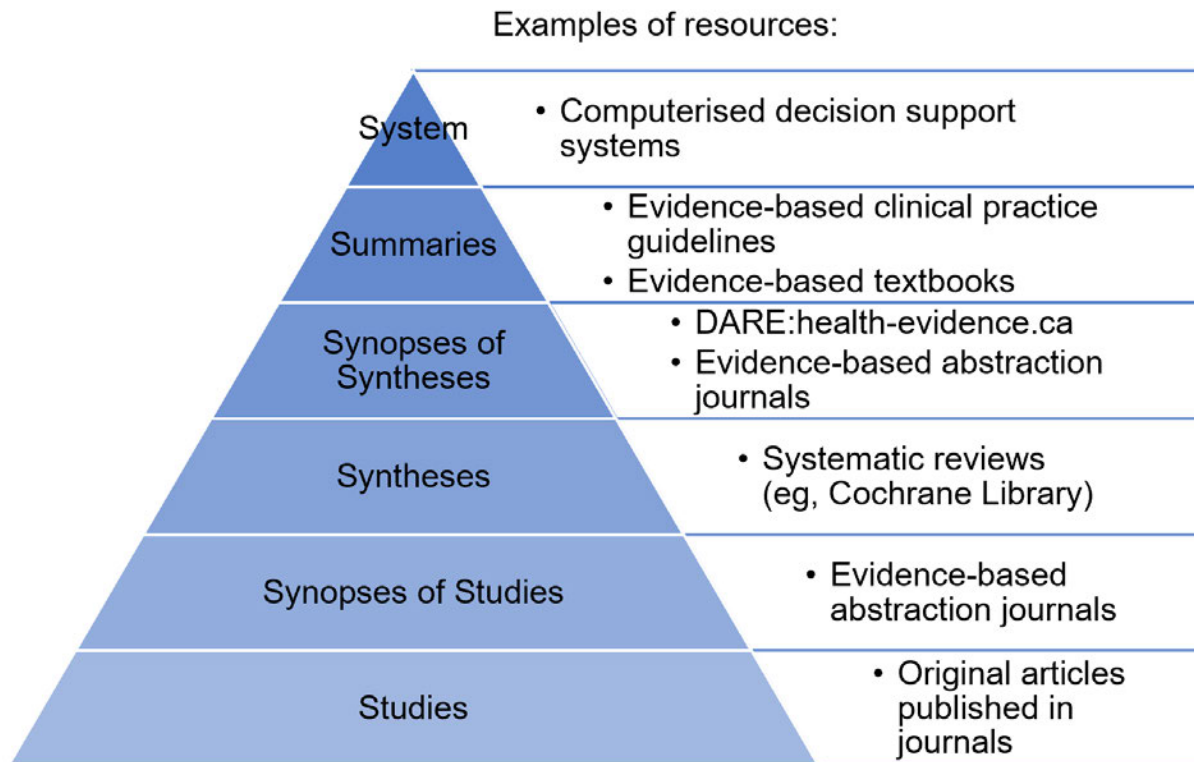 Examples of resources:
System
• Computerised decision support
systems
Summaries
• Evidence-based clinical practice
guidelines
• Evidence-based textbooks
Synopses of
Syntheses
• DARE:health-evidence.ca
• Evidence-based abstraction
journals
Syntheses
• Systematic reviews
(eg, Cochrane Library)
Synopses of Studies
• Evidence-based
abstraction journals
Studies
• Original articles
published in
journals